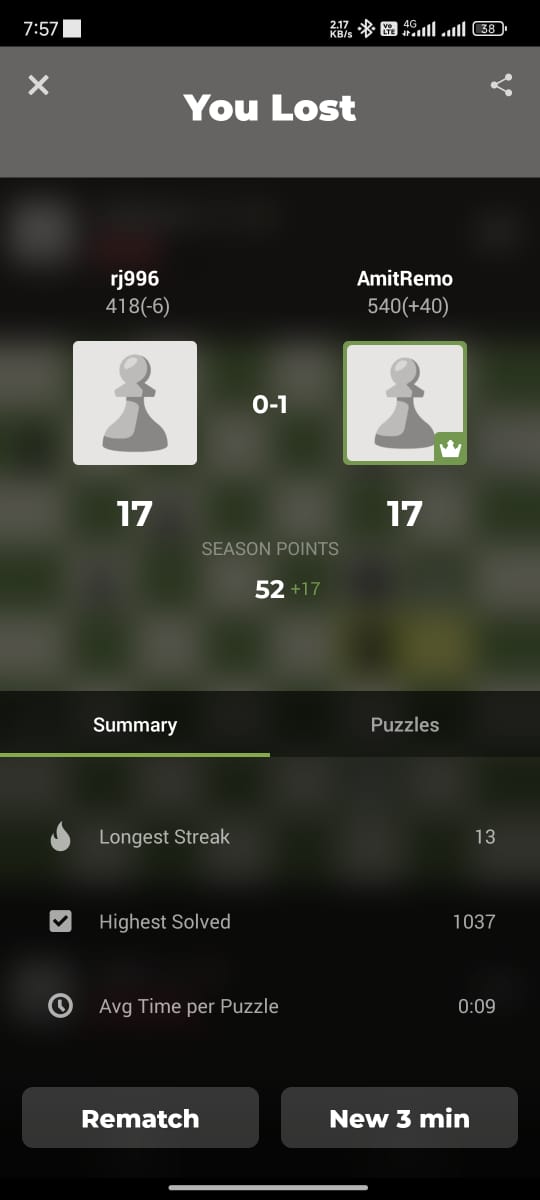 7:57
2.17 KB/s
Vo LTE
4G
38
You Lost
rj996
AmitRemo
418(-6)
540(+40)
0-1
17
17
SEASON POINTS
52 +17
Summary
Puzzles
Longest Streak
13
Highest Solved
1037
Avg Time per Puzzle
0:09
Rematch
New 3 min